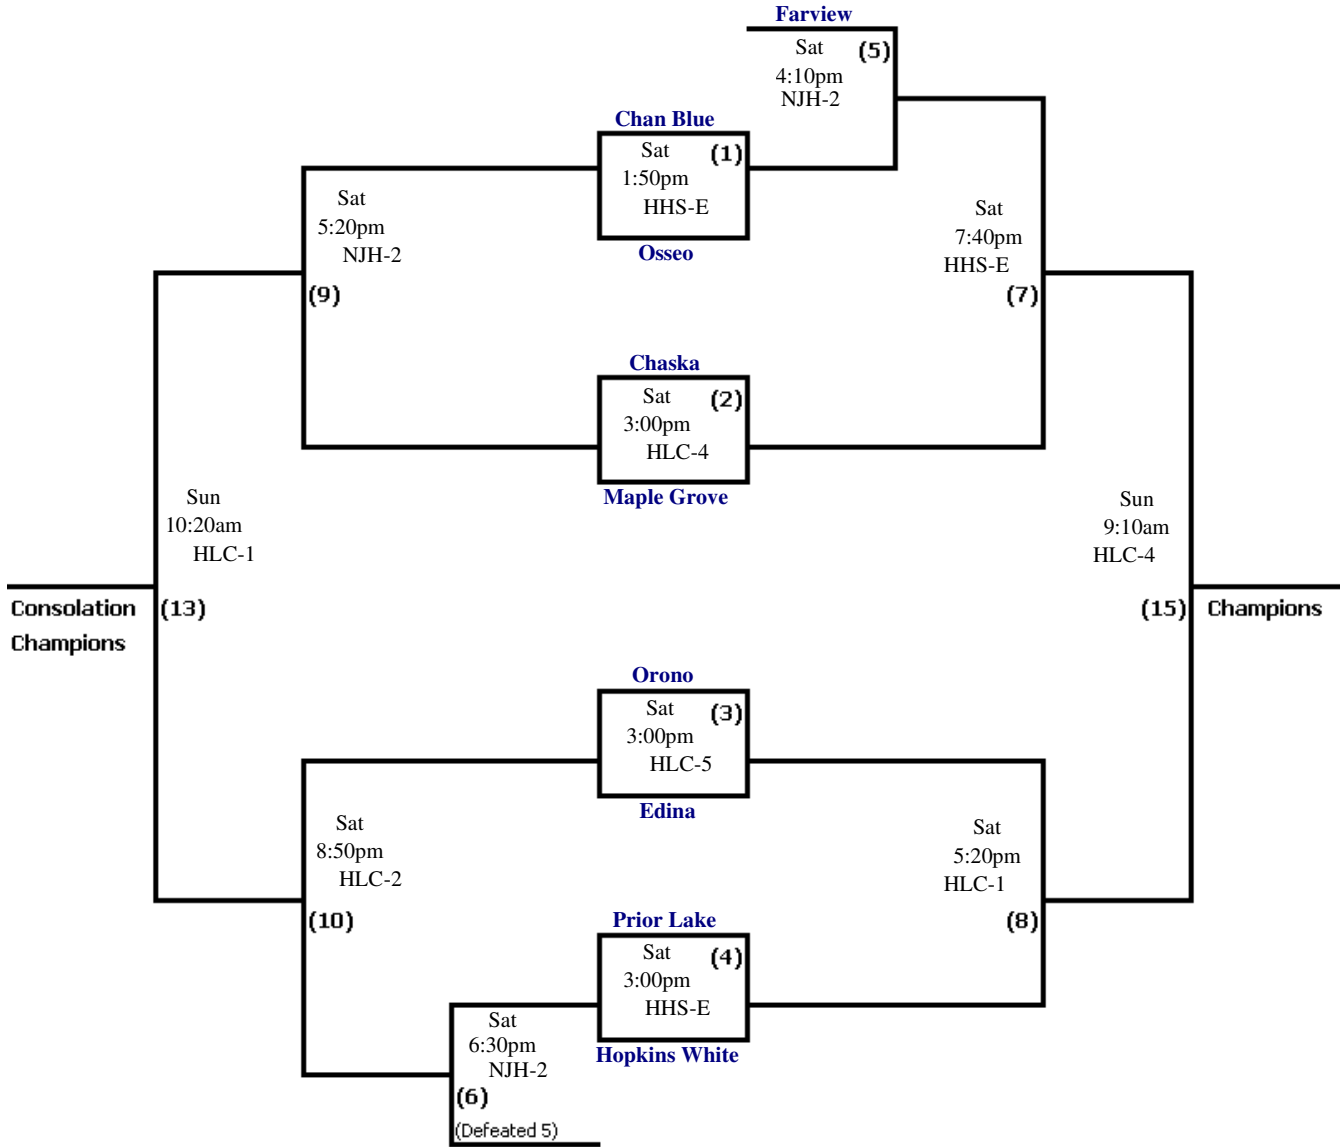 Farview
Sat (5)
4:10pm
NJH-2
Chan Blue
Sat (1)
1:50pm
HHS-E
Osseo
Sat
5:20pm
NJH-2
(9)
Sat
7:40pm
HHS-E
(7)
Chaska
Sat (2)
3:00pm
HLC-4
Maple Grove
Sun
10:20am
HLC-1
(13)
Consolation
Champions
Sun
9:10am
HLC-4
(15)
Champions
Orono
Sat (3)
3:00pm
HLC-5
Edina
Sat
8:50pm
HLC-2
(10)
Sat
5:20pm
HLC-1
(8)
Prior Lake
Sat (4)
3:00pm
HHS-E
Hopkins White
Sat
6:30pm
NJH-2
(6)
(Defeated 5)